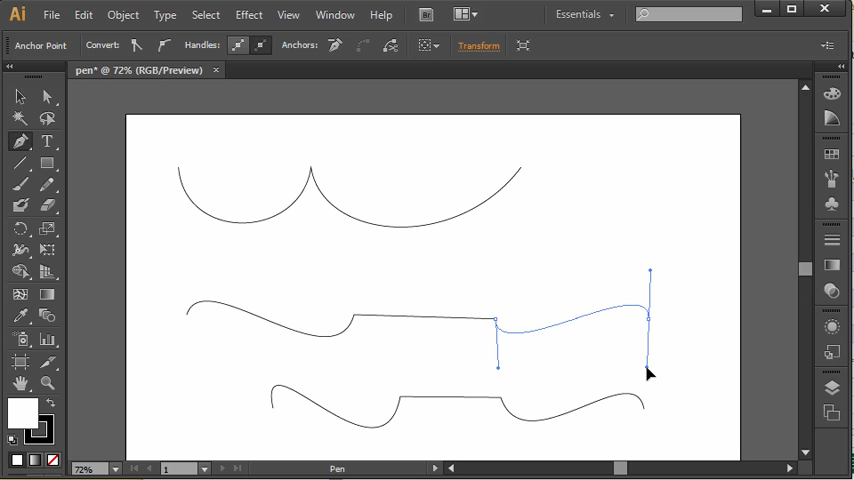 Ai File Edit Object Type Select Effect View Window Help Br Essentials
Anchor Point Convert: Handles: Anchors: Transform
pen* @ 72% (RGB/Preview) ×
T
72% 1 Pen